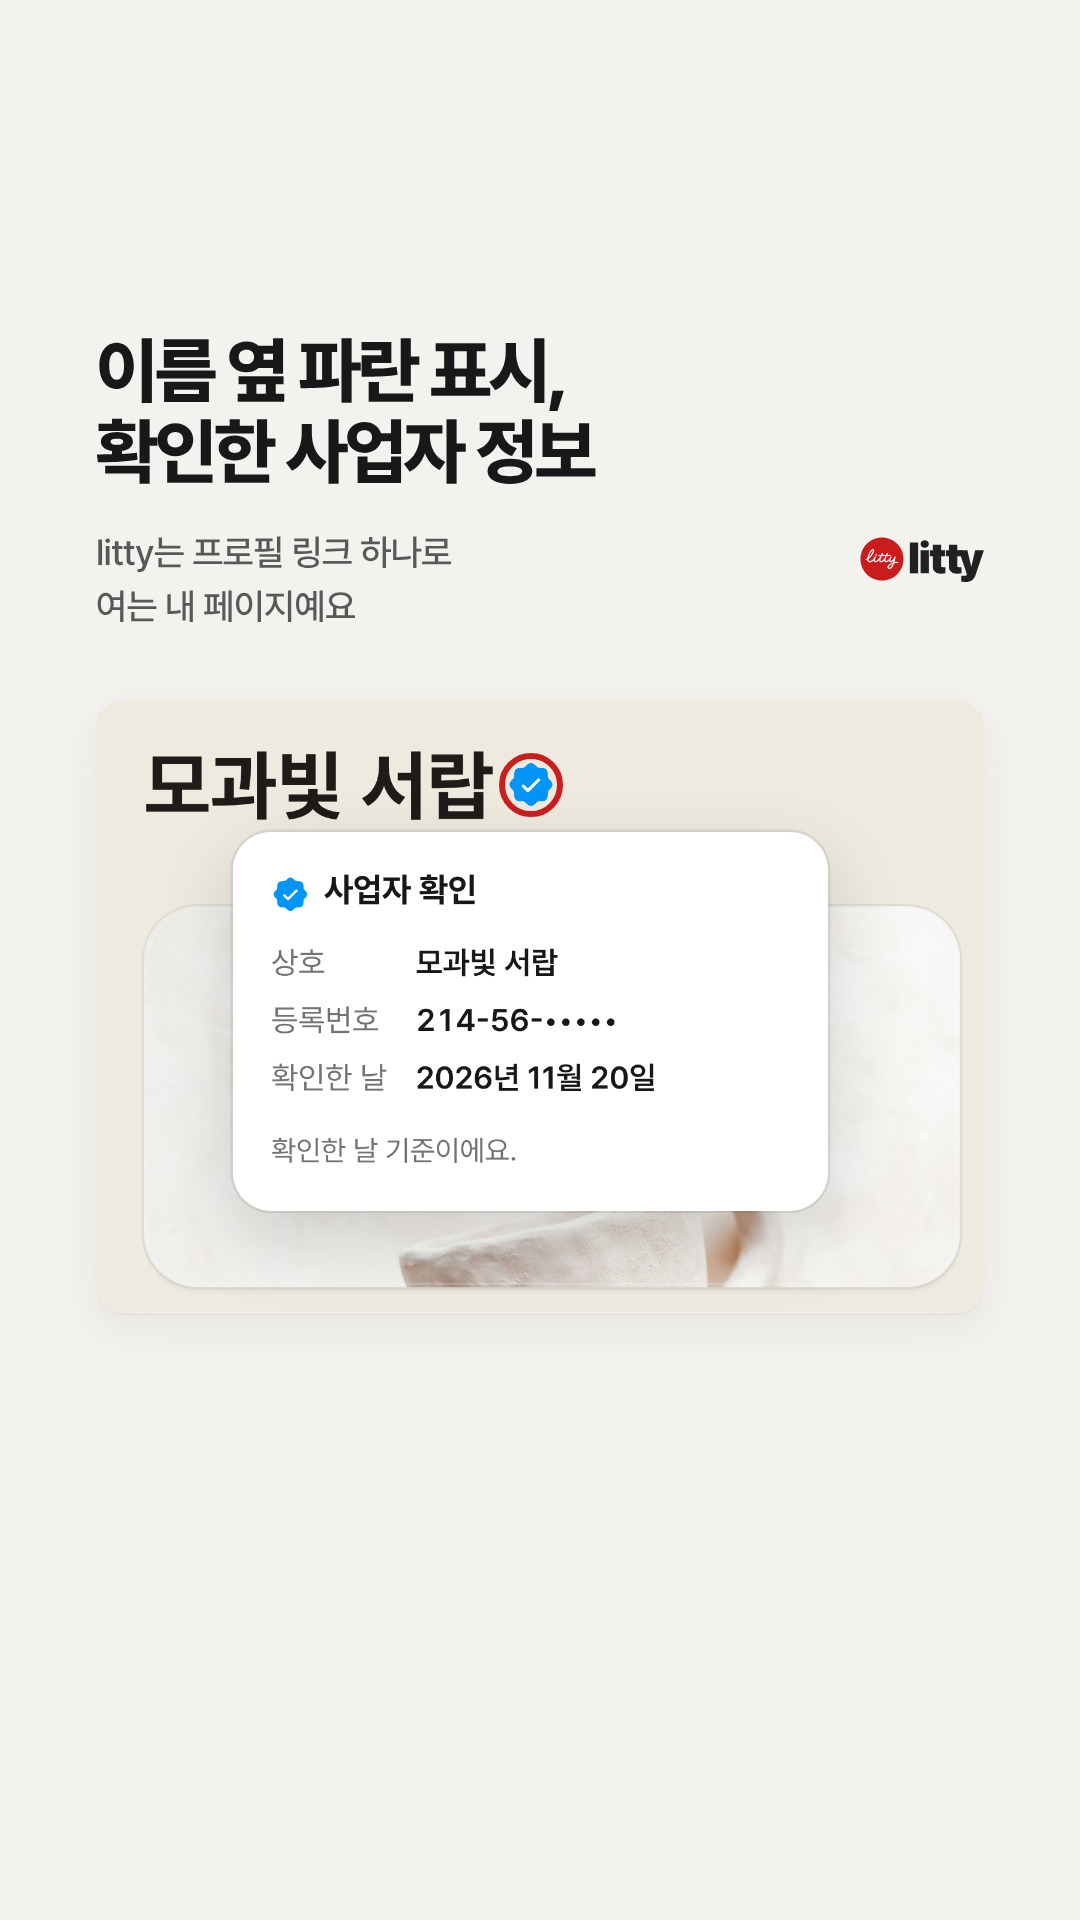 이름 옆 파란 표시,
확인한 사업자 정보
litty는 프로필 링크 하나로
여는 내 페이지예요
litty litty
모과빛 서랍
사업자 확인
상호 모과빛 서랍
등록번호 214-56-•••••
확인한 날 2026년 11월 20일
확인한 날 기준이에요.